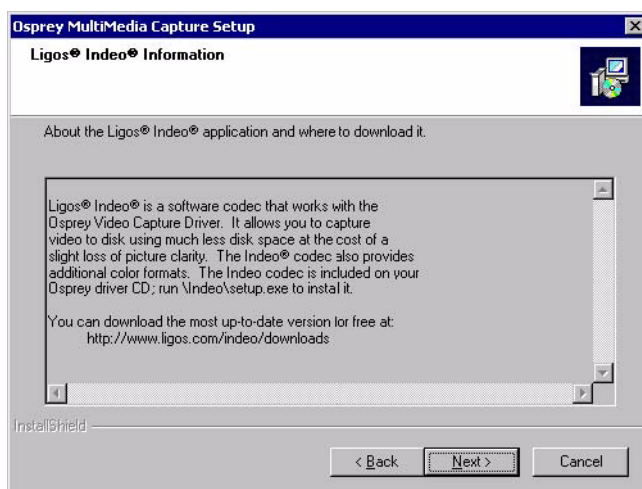 Osprey MultiMedia Capture Setup
Ligos® Indeo® Information
About the Ligos® Indeo® application and where to download it.
Ligos® Indeo® is a software codec that works with the
Osprey Video Capture Driver. It allows you to capture
video to disk using much less disk space at the cost of a
slight loss of picture clarity. The Indeo® codec also provides
additional color formats. The Indeo codec is included on your
Osprey driver CD; run \Indeo\setup.exe to instal it.
You can download the most up-to-date version for free at:
http://www.ligos.com/indeo/downloads
InstallShield
< Back Next > Cancel